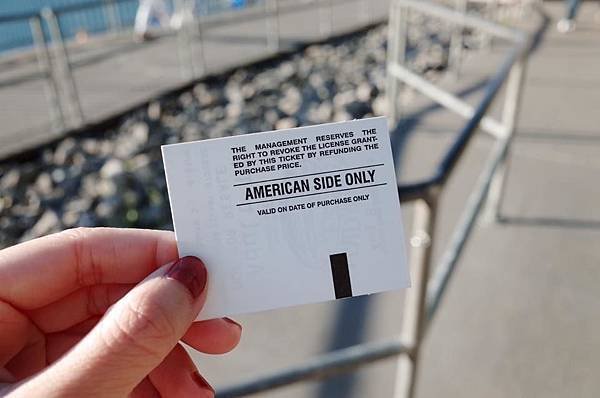 THE MANAGEMENT RESERVES THE
RIGHT TO REVOKE THE LICENSE GRANT-
ED BY THIS TICKET BY REFUNDING THE
PURCHASE PRICE.
AMERICAN SIDE ONLY
VALID ON DATE OF PURCHASE ONLY